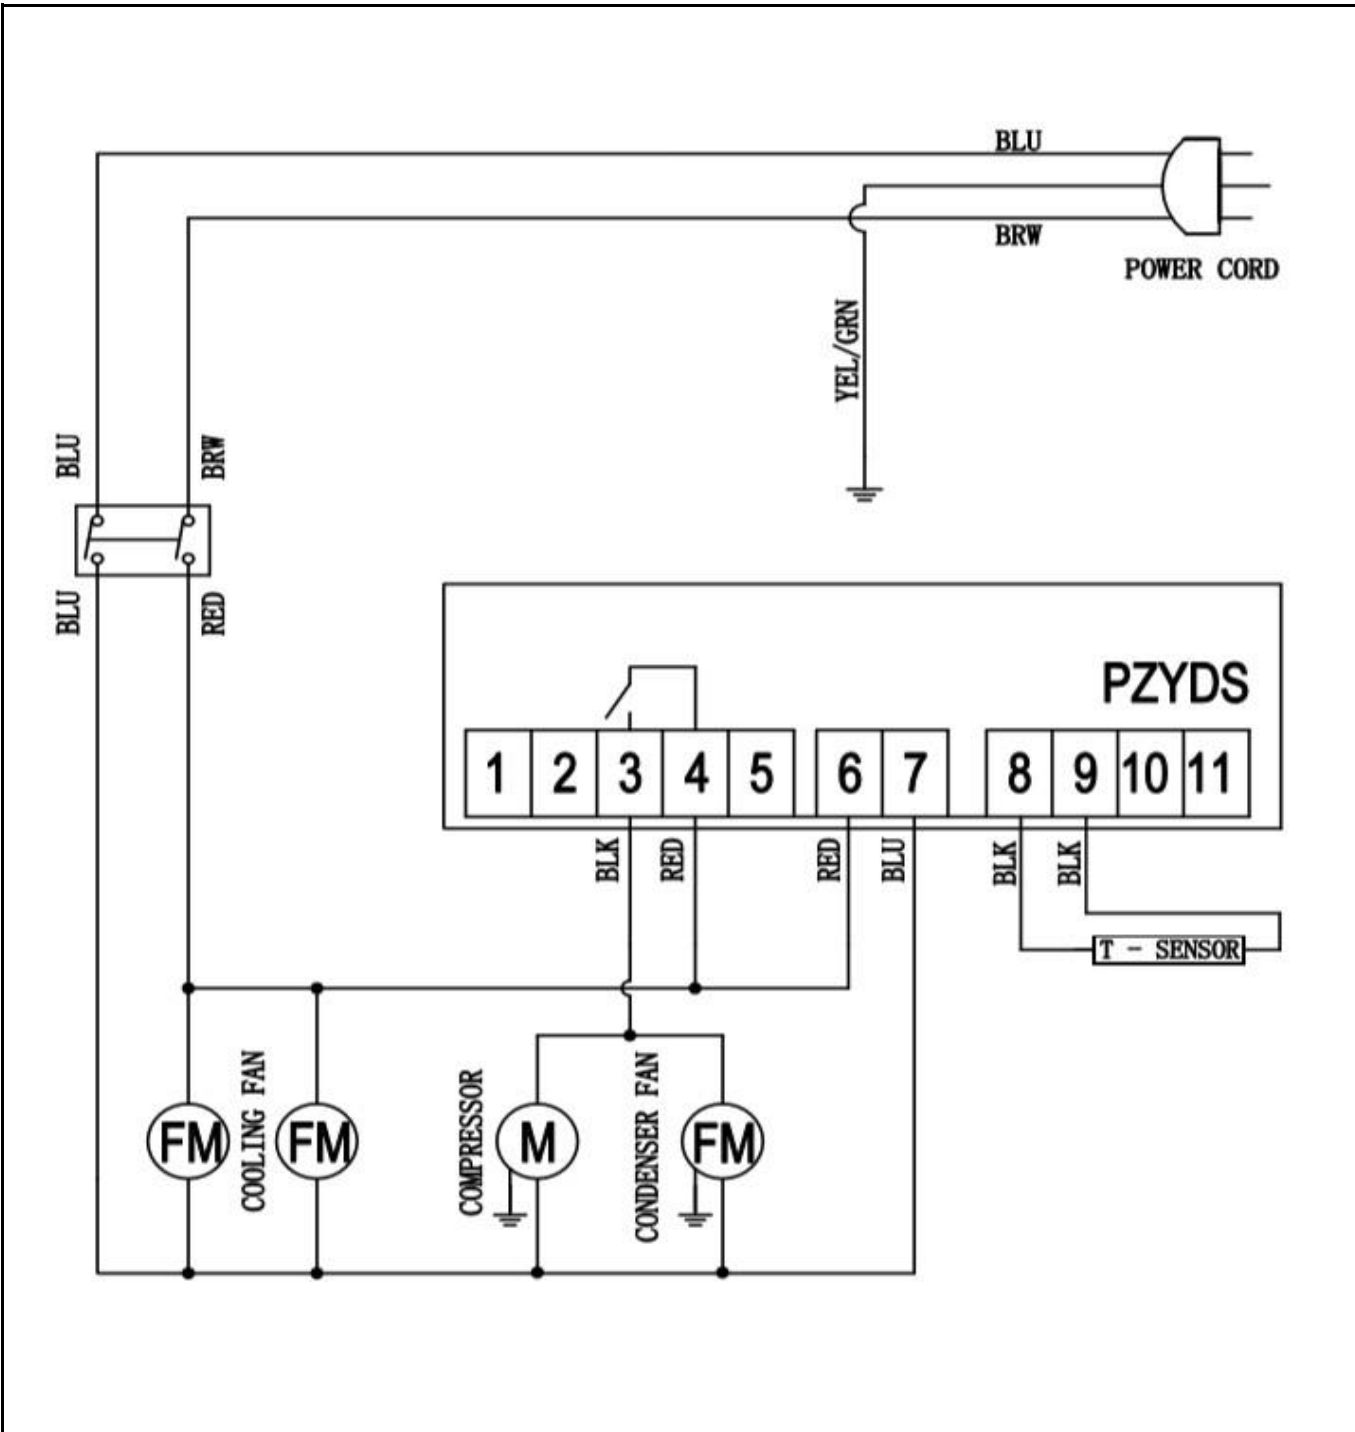 BLU
BRW
POWER CORD
YEL/GRN
BLU
BRW
BLU
RED
PZYDS
1 2 3 4 5 6 7 8 9 10 11
BLK
RED
RED
BLU
BLK
BLK
T - SENSOR
FM
COOLING FAN
FM
COMPRESSOR
M
CONDENSER FAN
FM